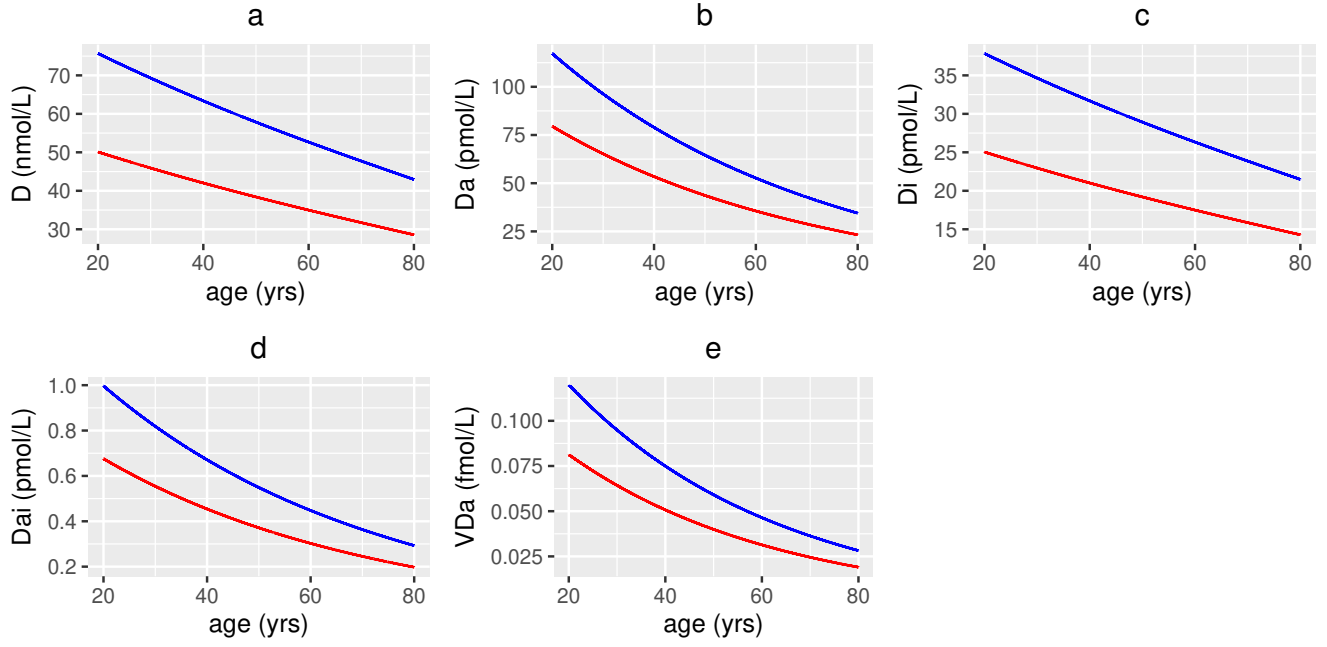 a
D (nmol/L)
70
60
50
40
30
20 40 60 80
age (yrs)
b
Da (pmol/L)
100
75
50
25
20 40 60 80
age (yrs)
c
Di (pmol/L)
35
30
25
20
15
20 40 60 80
age (yrs)
d
Dai (pmol/L)
1.0
0.8
0.6
0.4
0.2
20 40 60 80
age (yrs)
e
VDa (fmol/L)
0.100
0.075
0.050
0.025
20 40 60 80
age (yrs)